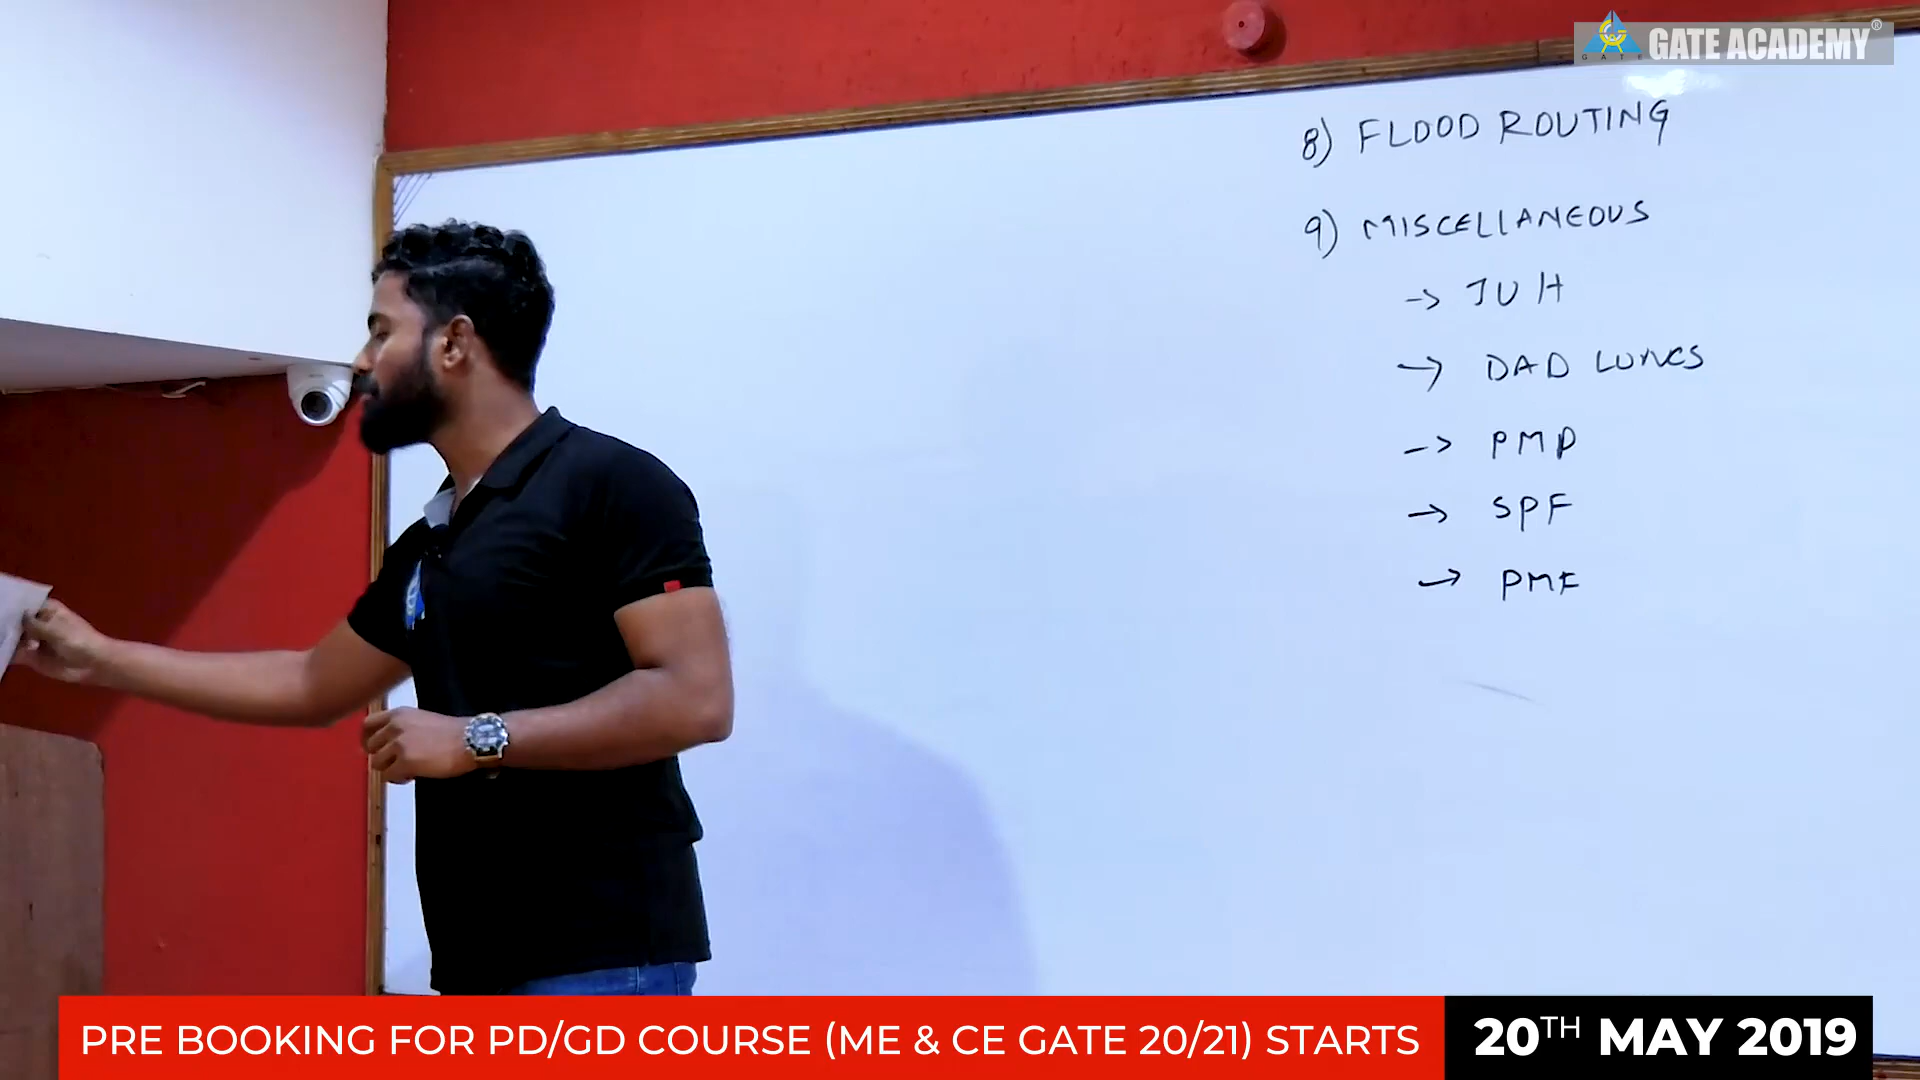 GATE ACADEMY®
GATE
8) FLOOD ROUTING
9) MISCELLANEOUS
-> IUH
-> DAD
-> PMP
-> SPF
-> PMF
PRE BOOKING FOR PD/GD COURSE (ME & CE GATE 20/21) STARTS
20TH MAY 2019